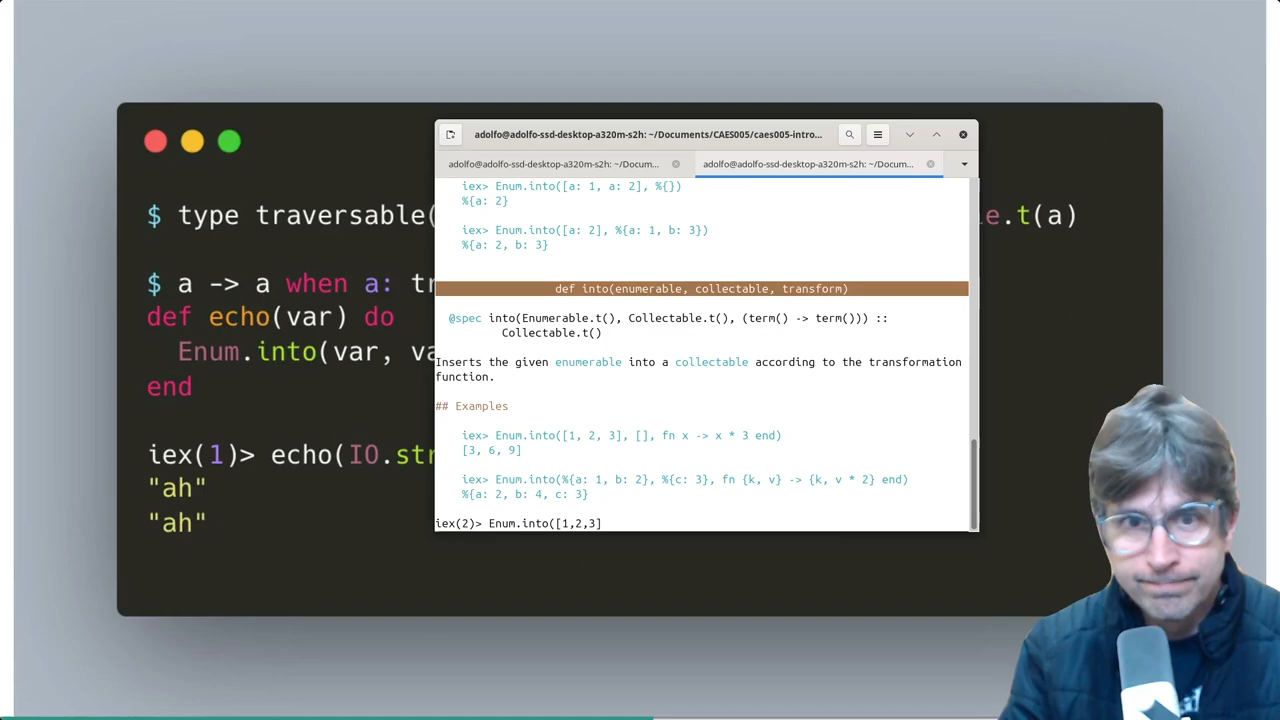 adolfo@adolfo-ssd-desktop-a320m-s2h: ~/Documents/CAES005/caes005-intro...
adolfo@adolfo-ssd-desktop-a320m-s2h: ~/Docum...
adolfo@adolfo-ssd-desktop-a320m-s2h: ~/Docum...
iex> Enum.into([a: 1, a: 2], %{})
%{a: 2}
iex> Enum.into([a: 2], %{a: 1, b: 3})
%{a: 2, b: 3}
def into(enumerable, collectable, transform)
@spec into(Enumerable.t(), Collectable.t(), (term() -> term())) ::
Collectable.t()
Inserts the given enumerable into a collectable according to the transformation
function.
## Examples
iex> Enum.into([1, 2, 3], [], fn x -> x * 3 end)
[3, 6, 9]
iex> Enum.into(%{a: 1, b: 2}, %{c: 3}, fn {k, v} -> {k, v * 2} end)
%{a: 2, b: 4, c: 3}
iex(2)> Enum.into([1,2,3]
$ type traversable(
e.t(a)
$ a -> a when a: tr
def echo(var) do
Enum.into(var, va
end
iex(1)> echo(IO.str
"ah"
"ah"